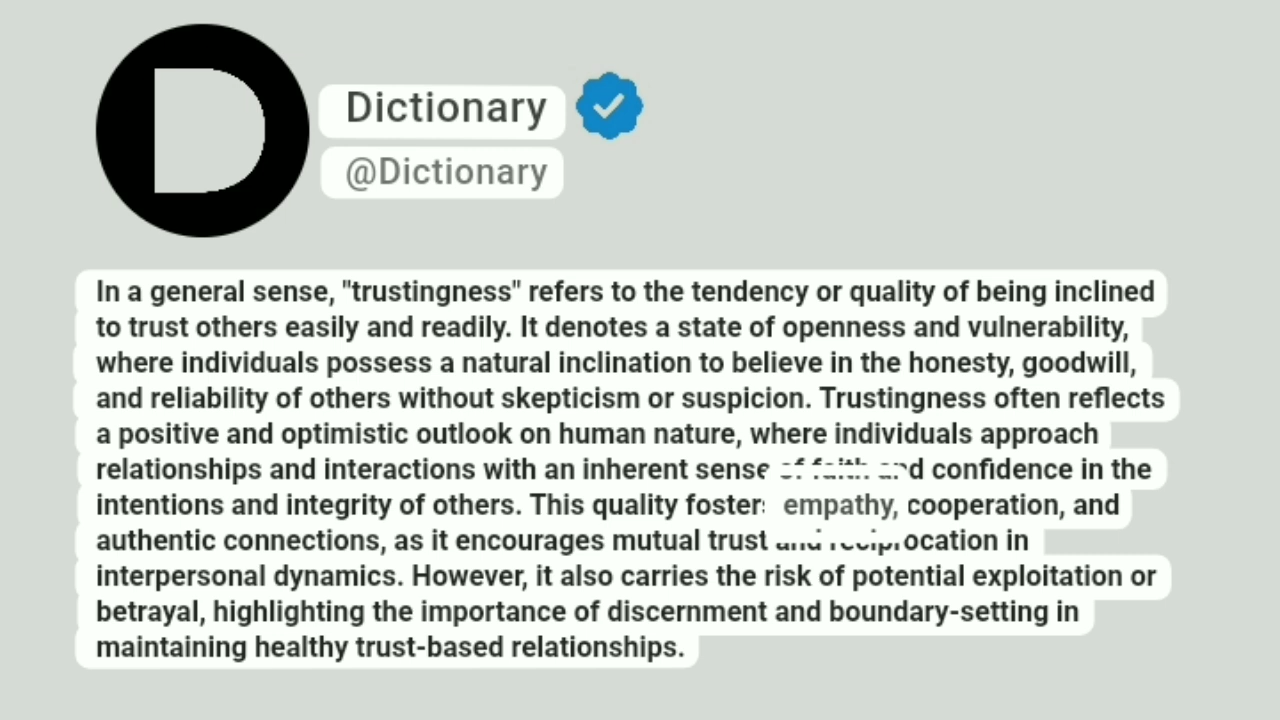 D
Dictionary
@Dictionary
In a general sense, "trustingness" refers to the tendency or quality of being inclined
to trust others easily and readily. It denotes a state of openness and vulnerability,
where individuals possess a natural inclination to believe in the honesty, goodwill,
and reliability of others without skepticism or suspicion. Trustingness often reflects
a positive and optimistic outlook on human nature, where individuals approach
relationships and interactions with an inherent sense of faith and confidence in the
intentions and integrity of others. This quality fosters empathy, cooperation, and
authentic connections, as it encourages mutual trust and reciprocation in
interpersonal dynamics. However, it also carries the risk of potential exploitation or
betrayal, highlighting the importance of discernment and boundary-setting in
maintaining healthy trust-based relationships.